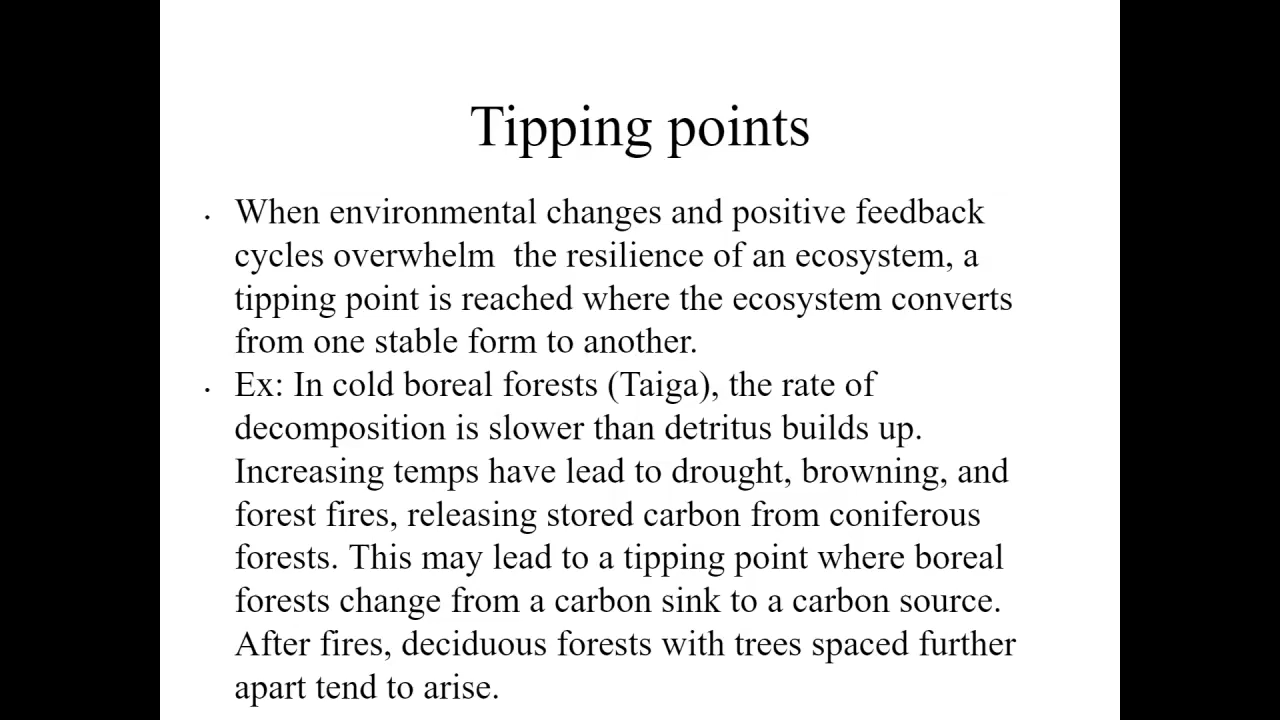 Tipping points
• When environmental changes and positive feedback
cycles overwhelm  the resilience of an ecosystem, a
tipping point is reached where the ecosystem converts
from one stable form to another.
• Ex: In cold boreal forests (Taiga), the rate of
decomposition is slower than detritus builds up.
Increasing temps have lead to drought, browning, and
forest fires, releasing stored carbon from coniferous
forests. This may lead to a tipping point where boreal
forests change from a carbon sink to a carbon source.
After fires, deciduous forests with trees spaced further
apart tend to arise.